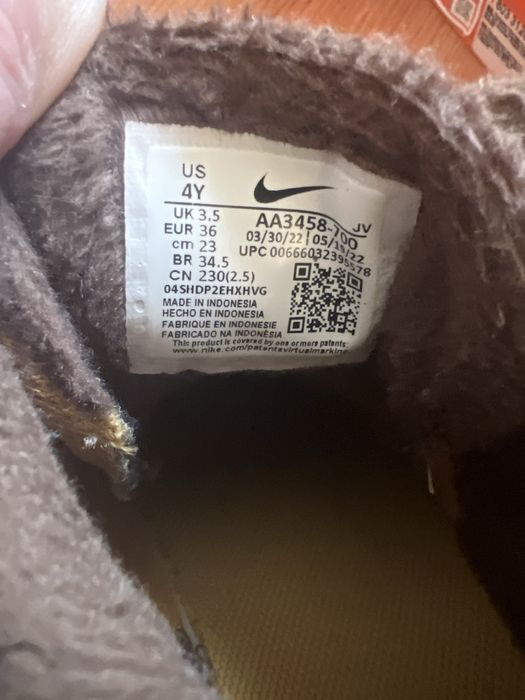 US
4Y
UK 3.5
EUR 36
cm 23
BR 34.5
CN 230(2.5)
AA3458-700 JV
03/30/22 05/19/22
UPC
04SHDP2EHXHVG
MADE IN INDONESIA
HECHO EN INDONESIA
FABRIQUE EN INDONESIE
FABRICADO NA INDONESIA
This product is covered by one or more patents:
www.nike.com/patentsvirtualmarking